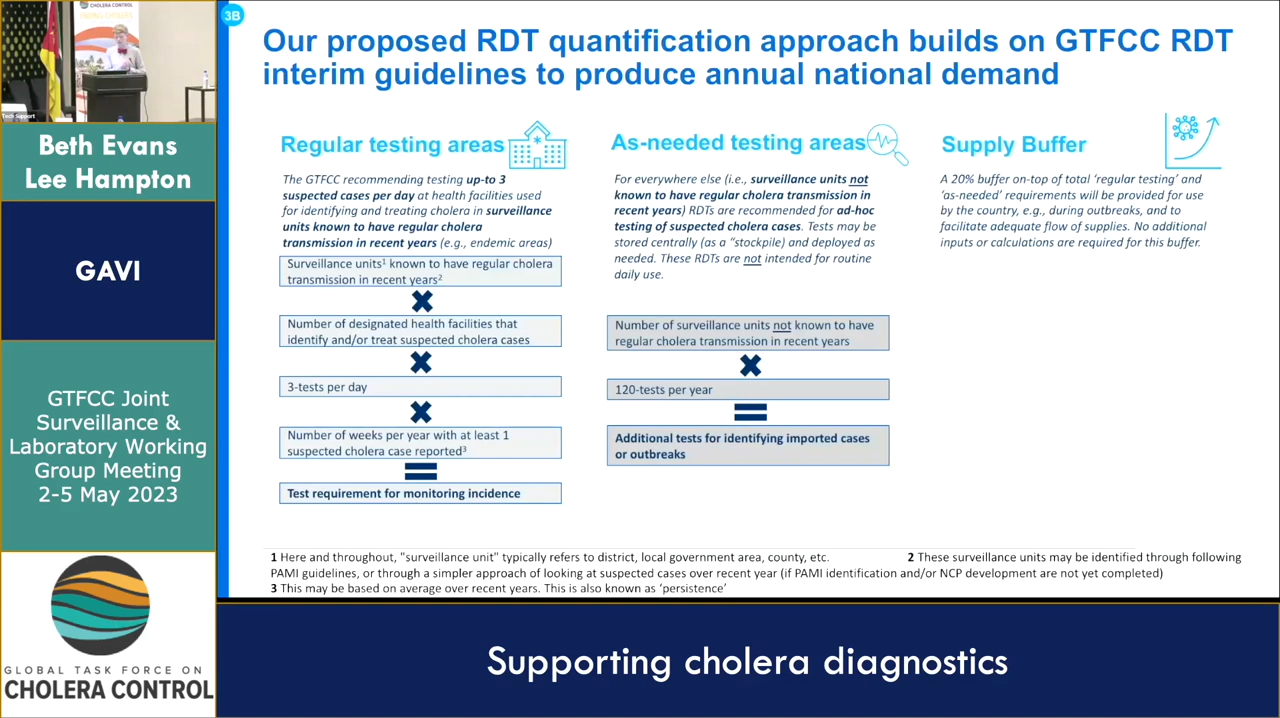 CHOLERA CONTROL
Tech Support
Beth Evans
Lee Hampton
GAVI
GTFCC Joint
Surveillance &
Laboratory Working
Group Meeting
2-5 May 2023
GLOBAL TASK FORCE ON
CHOLERA CONTROL
3B
Our proposed RDT quantification approach builds on GTFCC RDT
interim guidelines to produce annual national demand
Regular testing areas
The GTFCC recommending testing up-to 3
suspected cases per day at health facilities used
for identifying and treating cholera in surveillance
units known to have regular cholera
transmission in recent years (e.g., endemic areas)
Surveillance units1 known to have regular cholera
transmission in recent years2
Number of designated health facilities that
identify and/or treat suspected cholera cases
3-tests per day
Number of weeks per year with at least 1
suspected cholera case reported3
Test requirement for monitoring incidence
As-needed testing areas
For everywhere else (i.e., surveillance units not
known to have regular cholera transmission in
recent years) RDTs are recommended for ad-hoc
testing of suspected cholera cases. Tests may be
stored centrally (as a "stockpile) and deployed as
needed. These RDTs are not intended for routine
daily use.
Number of surveillance units not known to have
regular cholera transmission in recent years
120-tests per year
Additional tests for identifying imported cases
or outbreaks
Supply Buffer
A 20% buffer on-top of total ‘regular testing’ and
‘as-needed’ requirements will be provided for use
by the country, e.g., during outbreaks, and to
facilitate adequate flow of supplies. No additional
inputs or calculations are required for this buffer.
1 Here and throughout, "surveillance unit" typically refers to district, local government area, county, etc. 2 These surveillance units may be identified through following
PAMI guidelines, or through a simpler approach of looking at suspected cases over recent year (if PAMI identification and/or NCP development are not yet completed)
3 This may be based on average over recent years. This is also known as ‘persistence’
Supporting cholera diagnostics